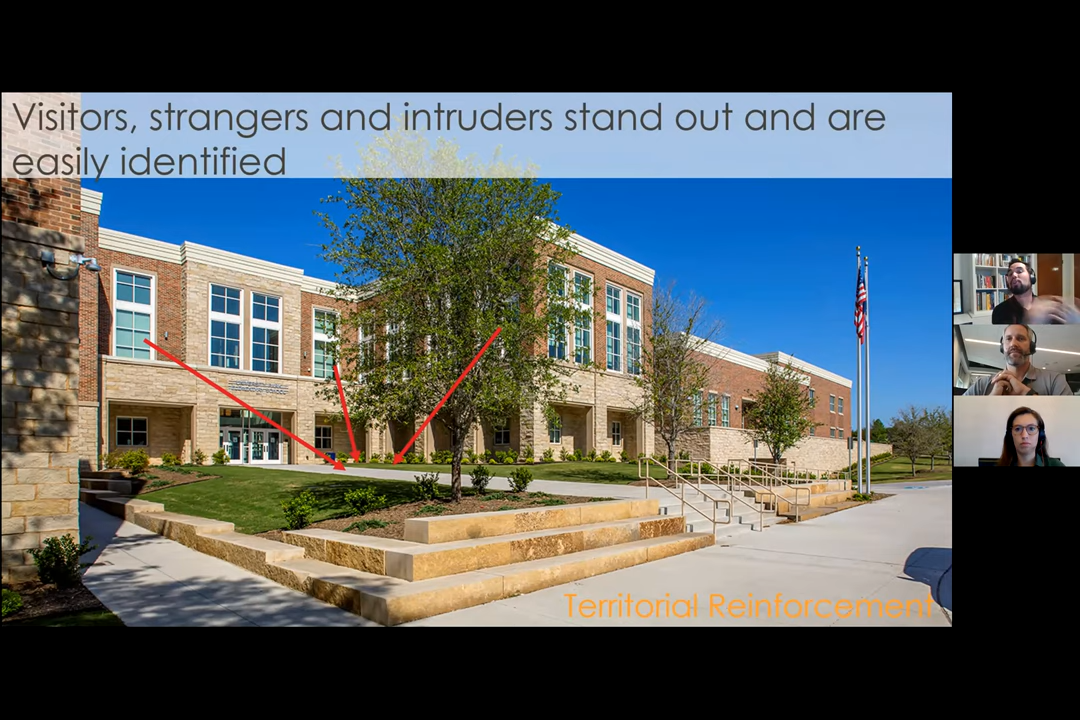 Visitors, strangers and intruders stand out and are
easily identified
Territorial Reinforcement